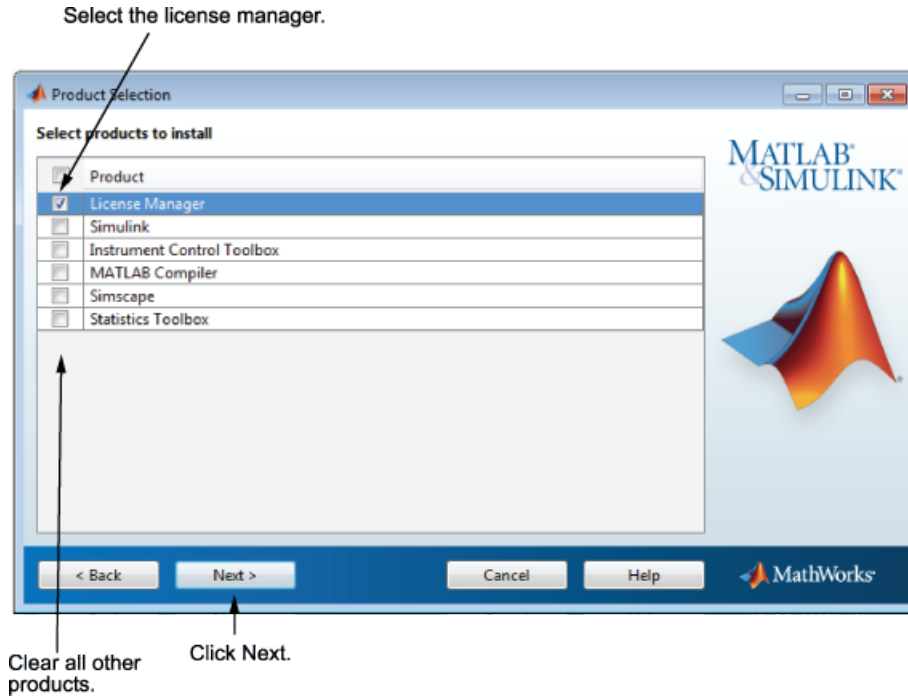 Select the license manager.
Product Selection
Select products to install
Product
License Manager
Simulink
Instrument Control Toolbox
MATLAB Compiler
Simscape
Statistics Toolbox
MATLAB®
&SIMULINK®
< Back
Next >
Cancel
Help
MathWorks®
Click Next.
Clear all other
products.